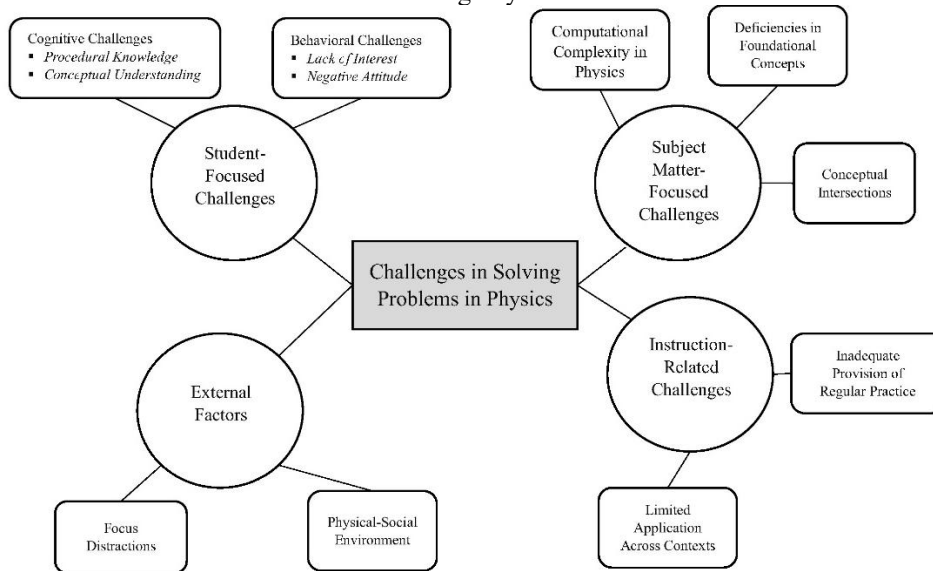 Cognitive Challenges
▪ Procedural Knowledge
▪ Conceptual Understanding
Behavioral Challenges
▪ Lack of Interest
▪ Negative Attitude
Computational
Complexity in
Physics
Deficiencies in
Foundational
Concepts
Student-
Focused
Challenges
Subject
Matter-
Focused
Challenges
Conceptual
Intersections
Challenges in Solving
Problems in Physics
External
Factors
Instruction-
Related
Challenges
Inadequate
Provision of
Regular Practice
Focus
Distractions
Physical-Social
Environment
Limited
Application
Across Contexts